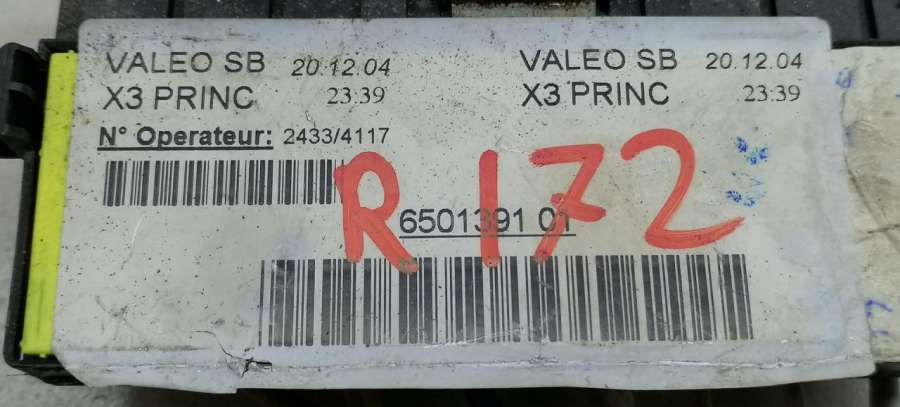 VALEO SB 20.12.04
X3 PRINC 23:39
VALEO SB 20.12.04
X3 PRINC 23:39
N° Operateur: 2433/4117
R 172
6501391 01